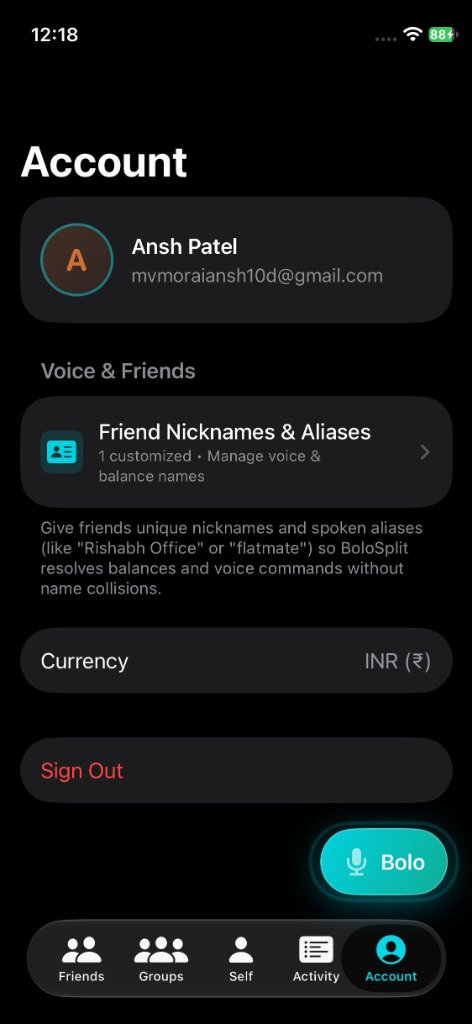 12:18
88
Account
A
Ansh Patel
mvmoraiansh10d@gmail.com
Voice & Friends
Friend Nicknames & Aliases
1 customized • Manage voice &
balance names
Give friends unique nicknames and spoken aliases
(like "Rishabh Office" or "flatmate") so BoloSplit
resolves balances and voice commands without
name collisions.
Currency INR (₹)
Sign Out
Bolo
Friends Groups Self Activity Account